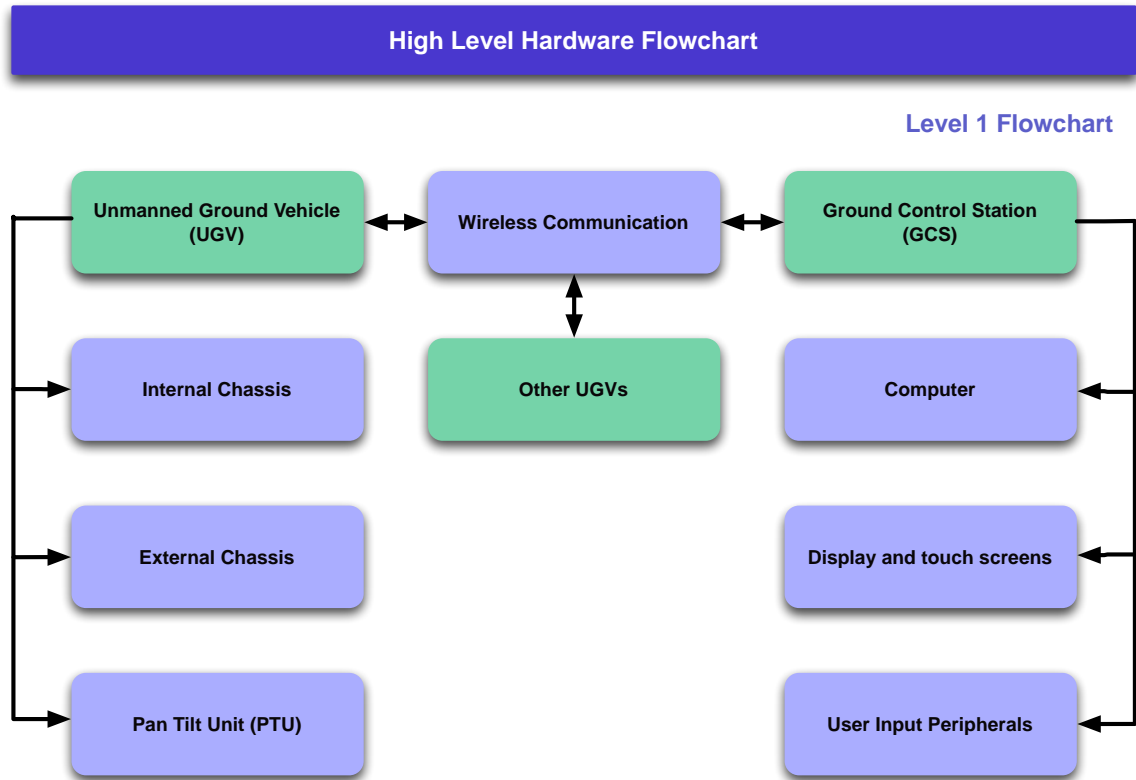 High Level Hardware Flowchart
Level 1 Flowchart
Unmanned Ground Vehicle
(UGV)
Wireless Communication
Ground Control Station
(GCS)
Internal Chassis
Other UGVs
Computer
External Chassis
Display and touch screens
Pan Tilt Unit (PTU)
User Input Peripherals